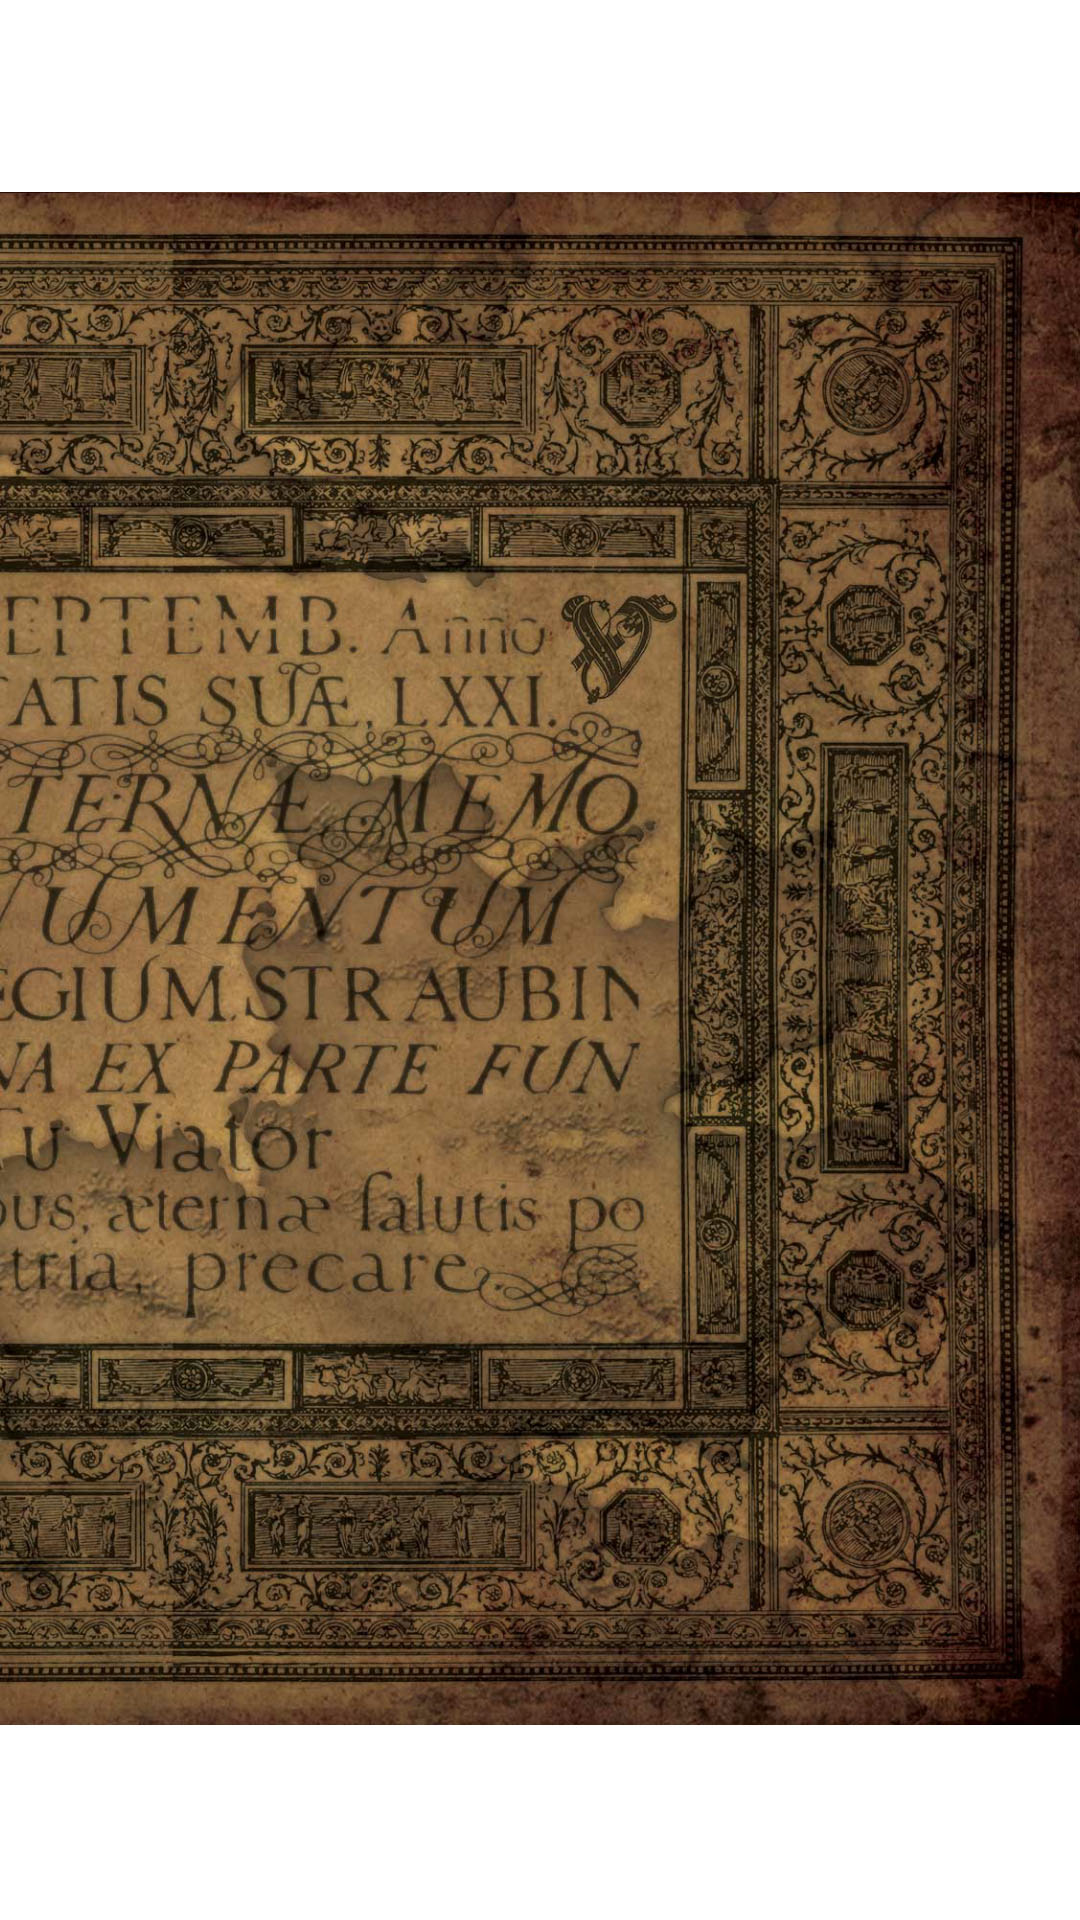 EPTEMB. Anno
TATIS SUÆ, LXXI.
TERNÆ MEMO
UMENTUM
EGIUM. STRAUBIN
NA EX PARTE FUN
Tu Viator
bus, æternæ ſalutis po
tria, precare